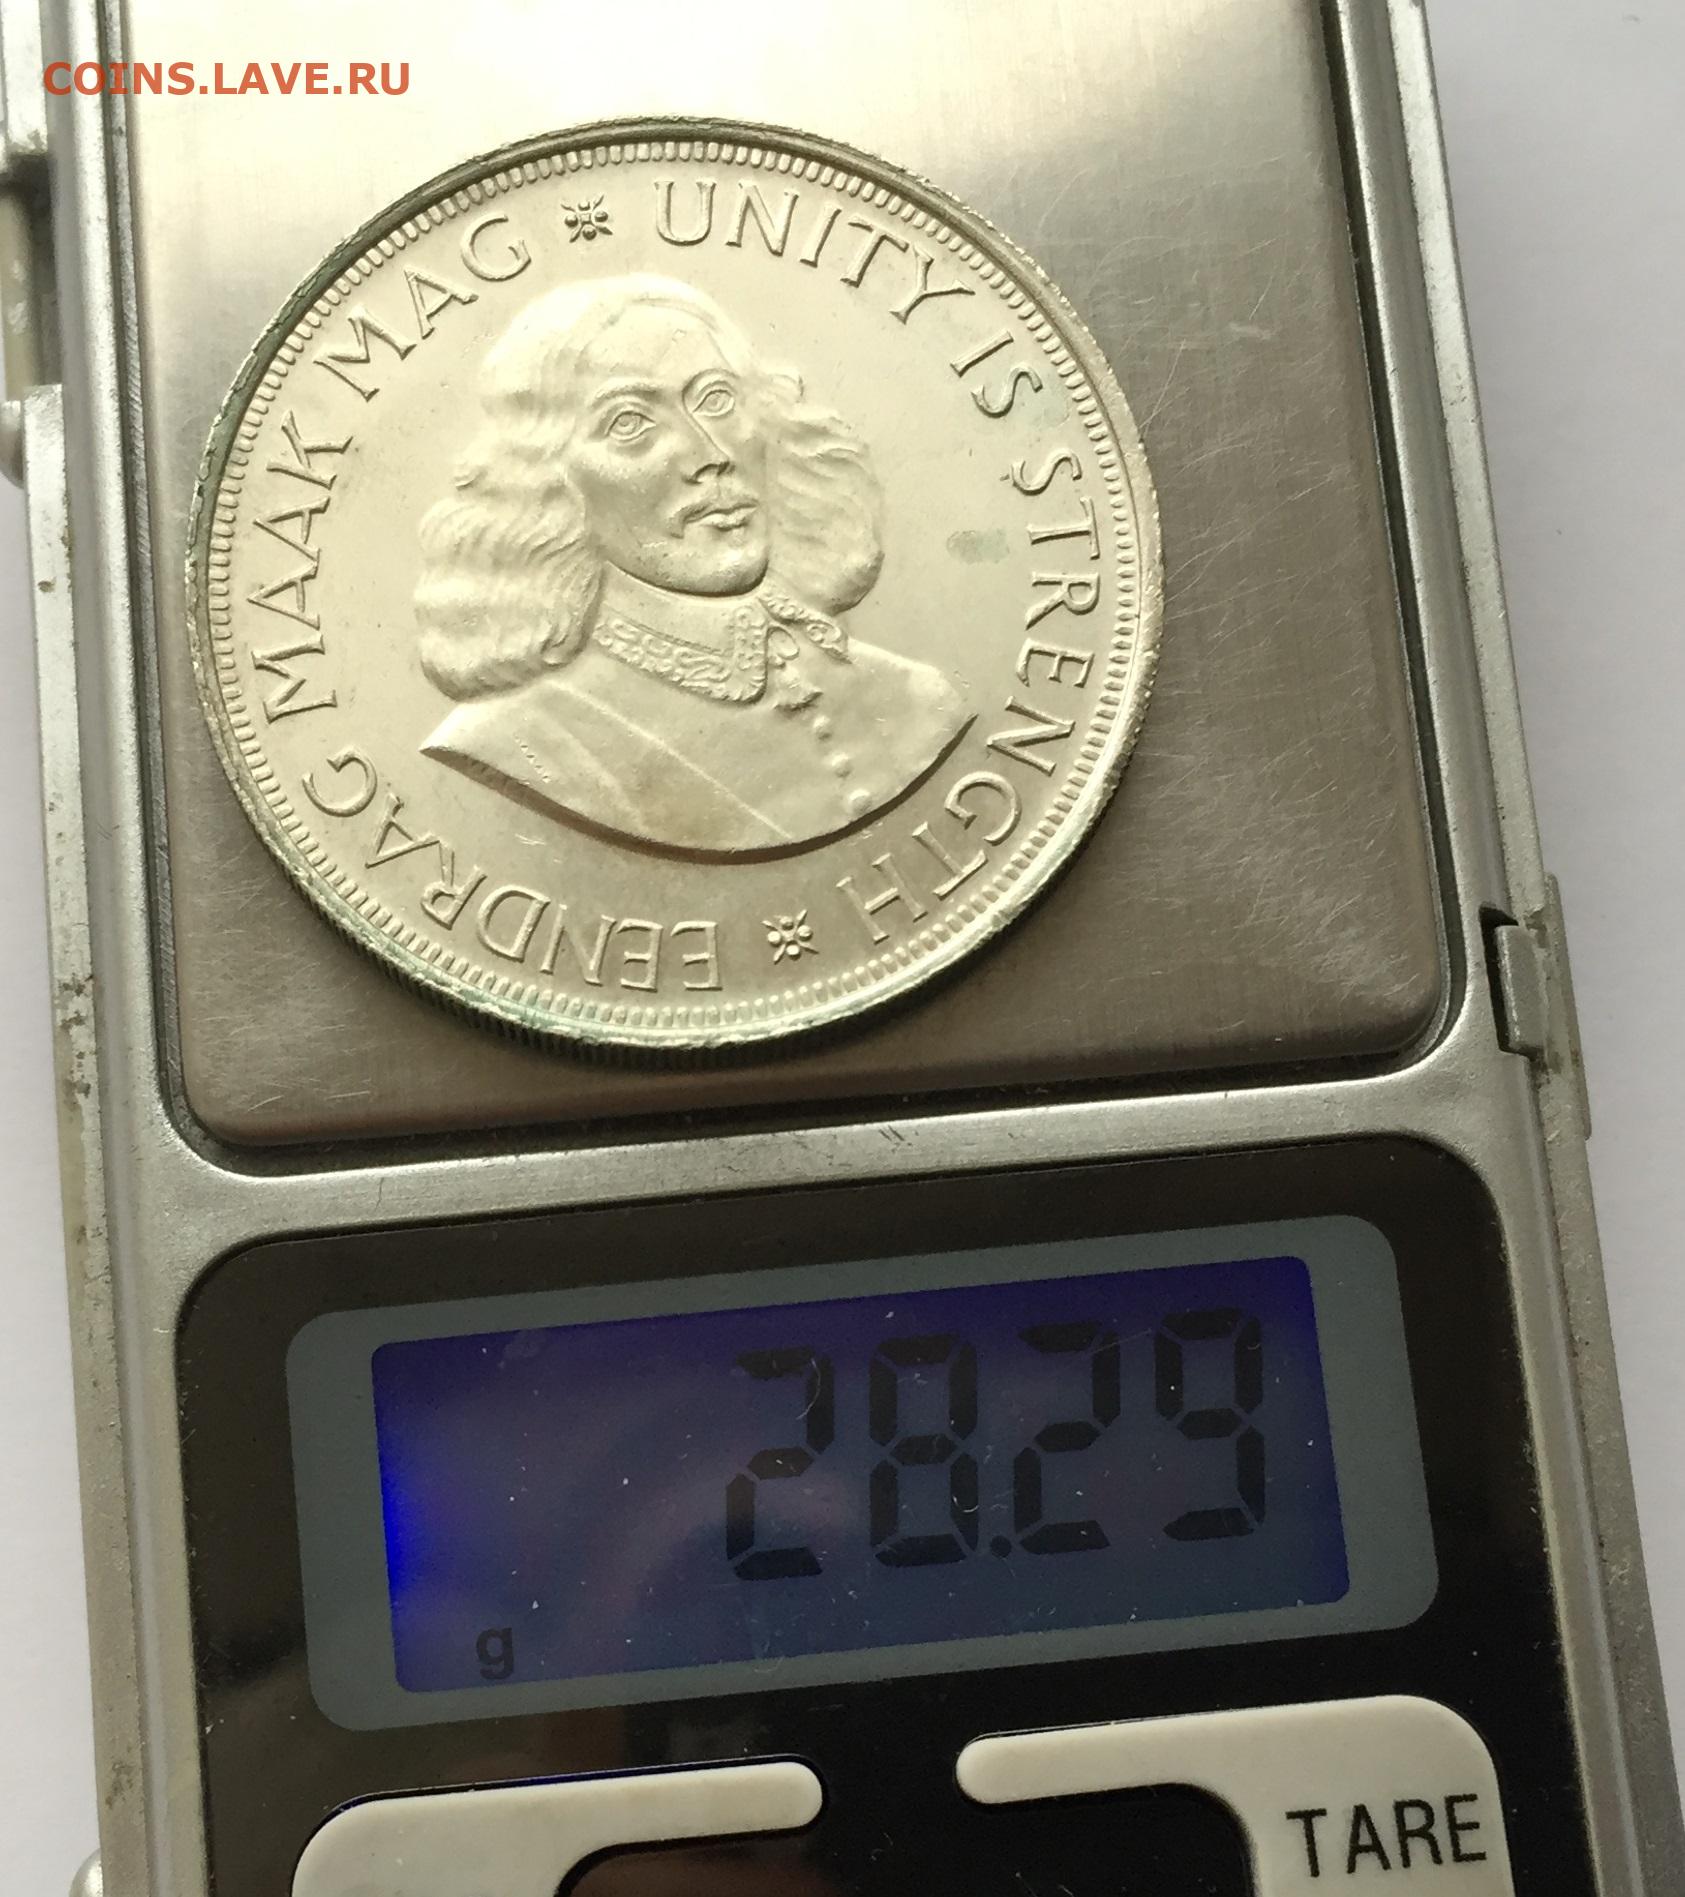 COINS.LAVE.RU
EENDRAG MAAK MAG UNITY IS STRENGTH
28.29
g
TARE